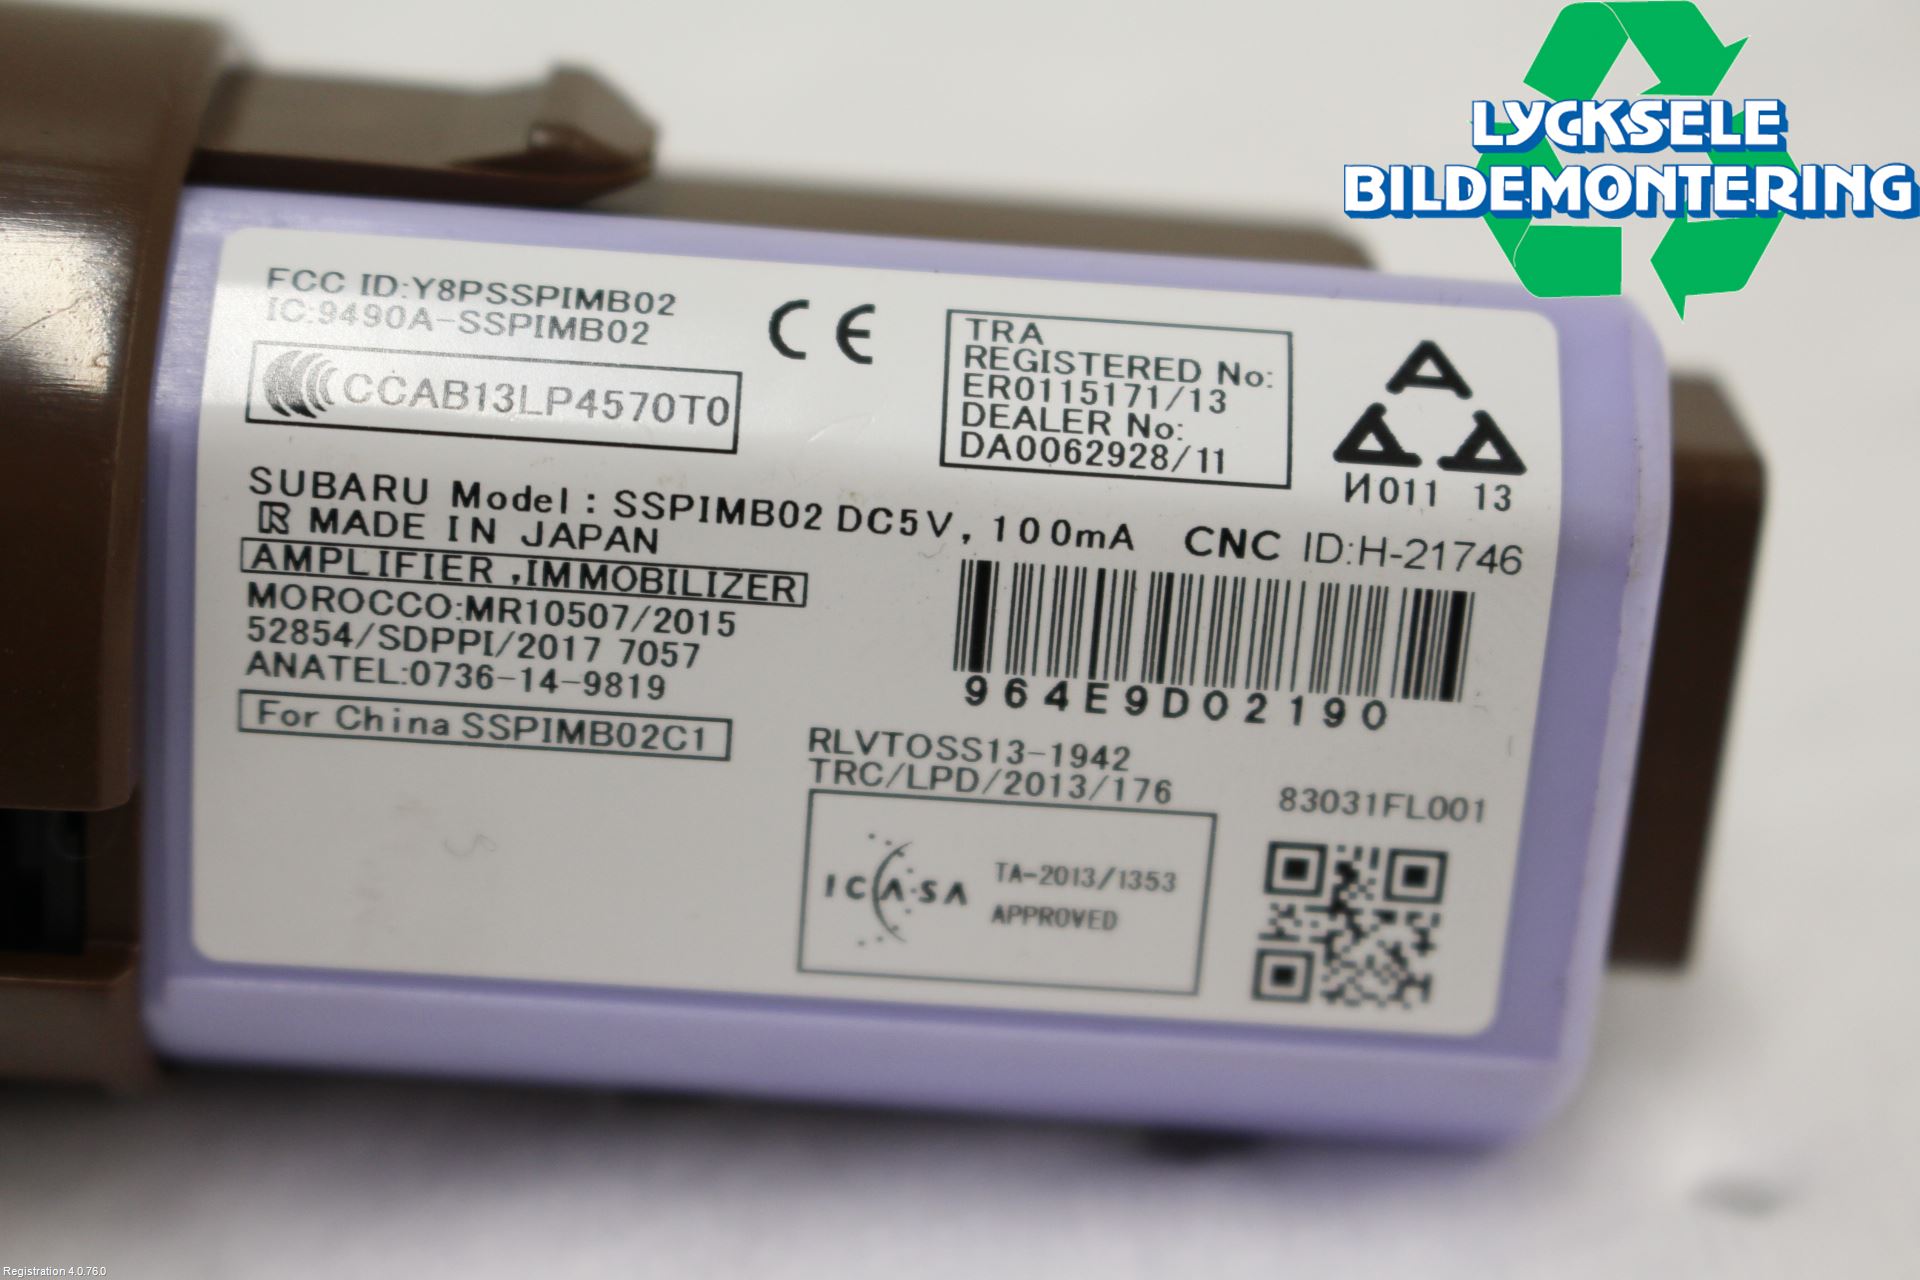 LYCKSELE
BILDEMONTERING
FCC ID:Y8PSSPIMB02
IC:9490A-SSPIMB02
CE
CCAB13LP4570T0
TRA
REGISTERED No:
ER0115171/13
DEALER No:
DA0062928/11
И011 13
SUBARU Model : SSPIMB02 DC5V, 100mA
CNC ID:H-21746
R MADE IN JAPAN
AMPLIFIER ,IMMOBILIZER
MOROCCO:MR10507/2015
52854/SDPPI/2017 7057
ANATEL:0736-14-9819
For China SSPIMB02C1
964E9D02190
RLVTOSS13-1942
TRC/LPD/2013/176
83031FL001
ICASA
TA-2013/1353
APPROVED
Registration 4.0.76.0